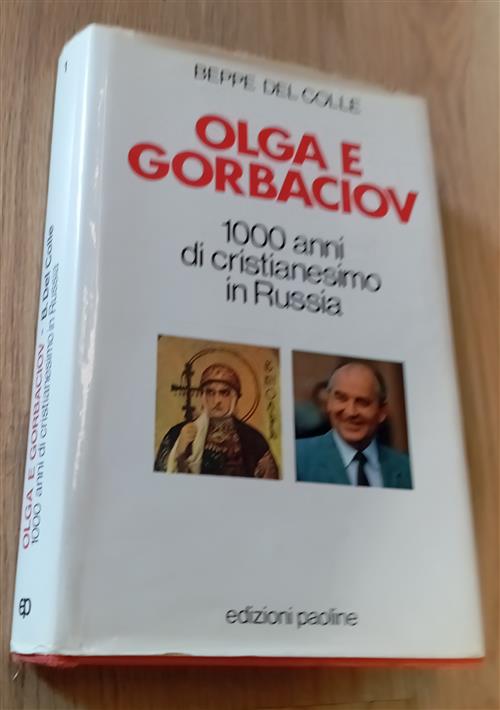 BEPPE DEL COLLE
OLGA E
GORBACIOV
1000 anni
di cristianesimo
in Russia
edizioni paoline
OLGA E GORBACIOV - B. Del Colle
1000 anni di cristianesimo in Russia
1